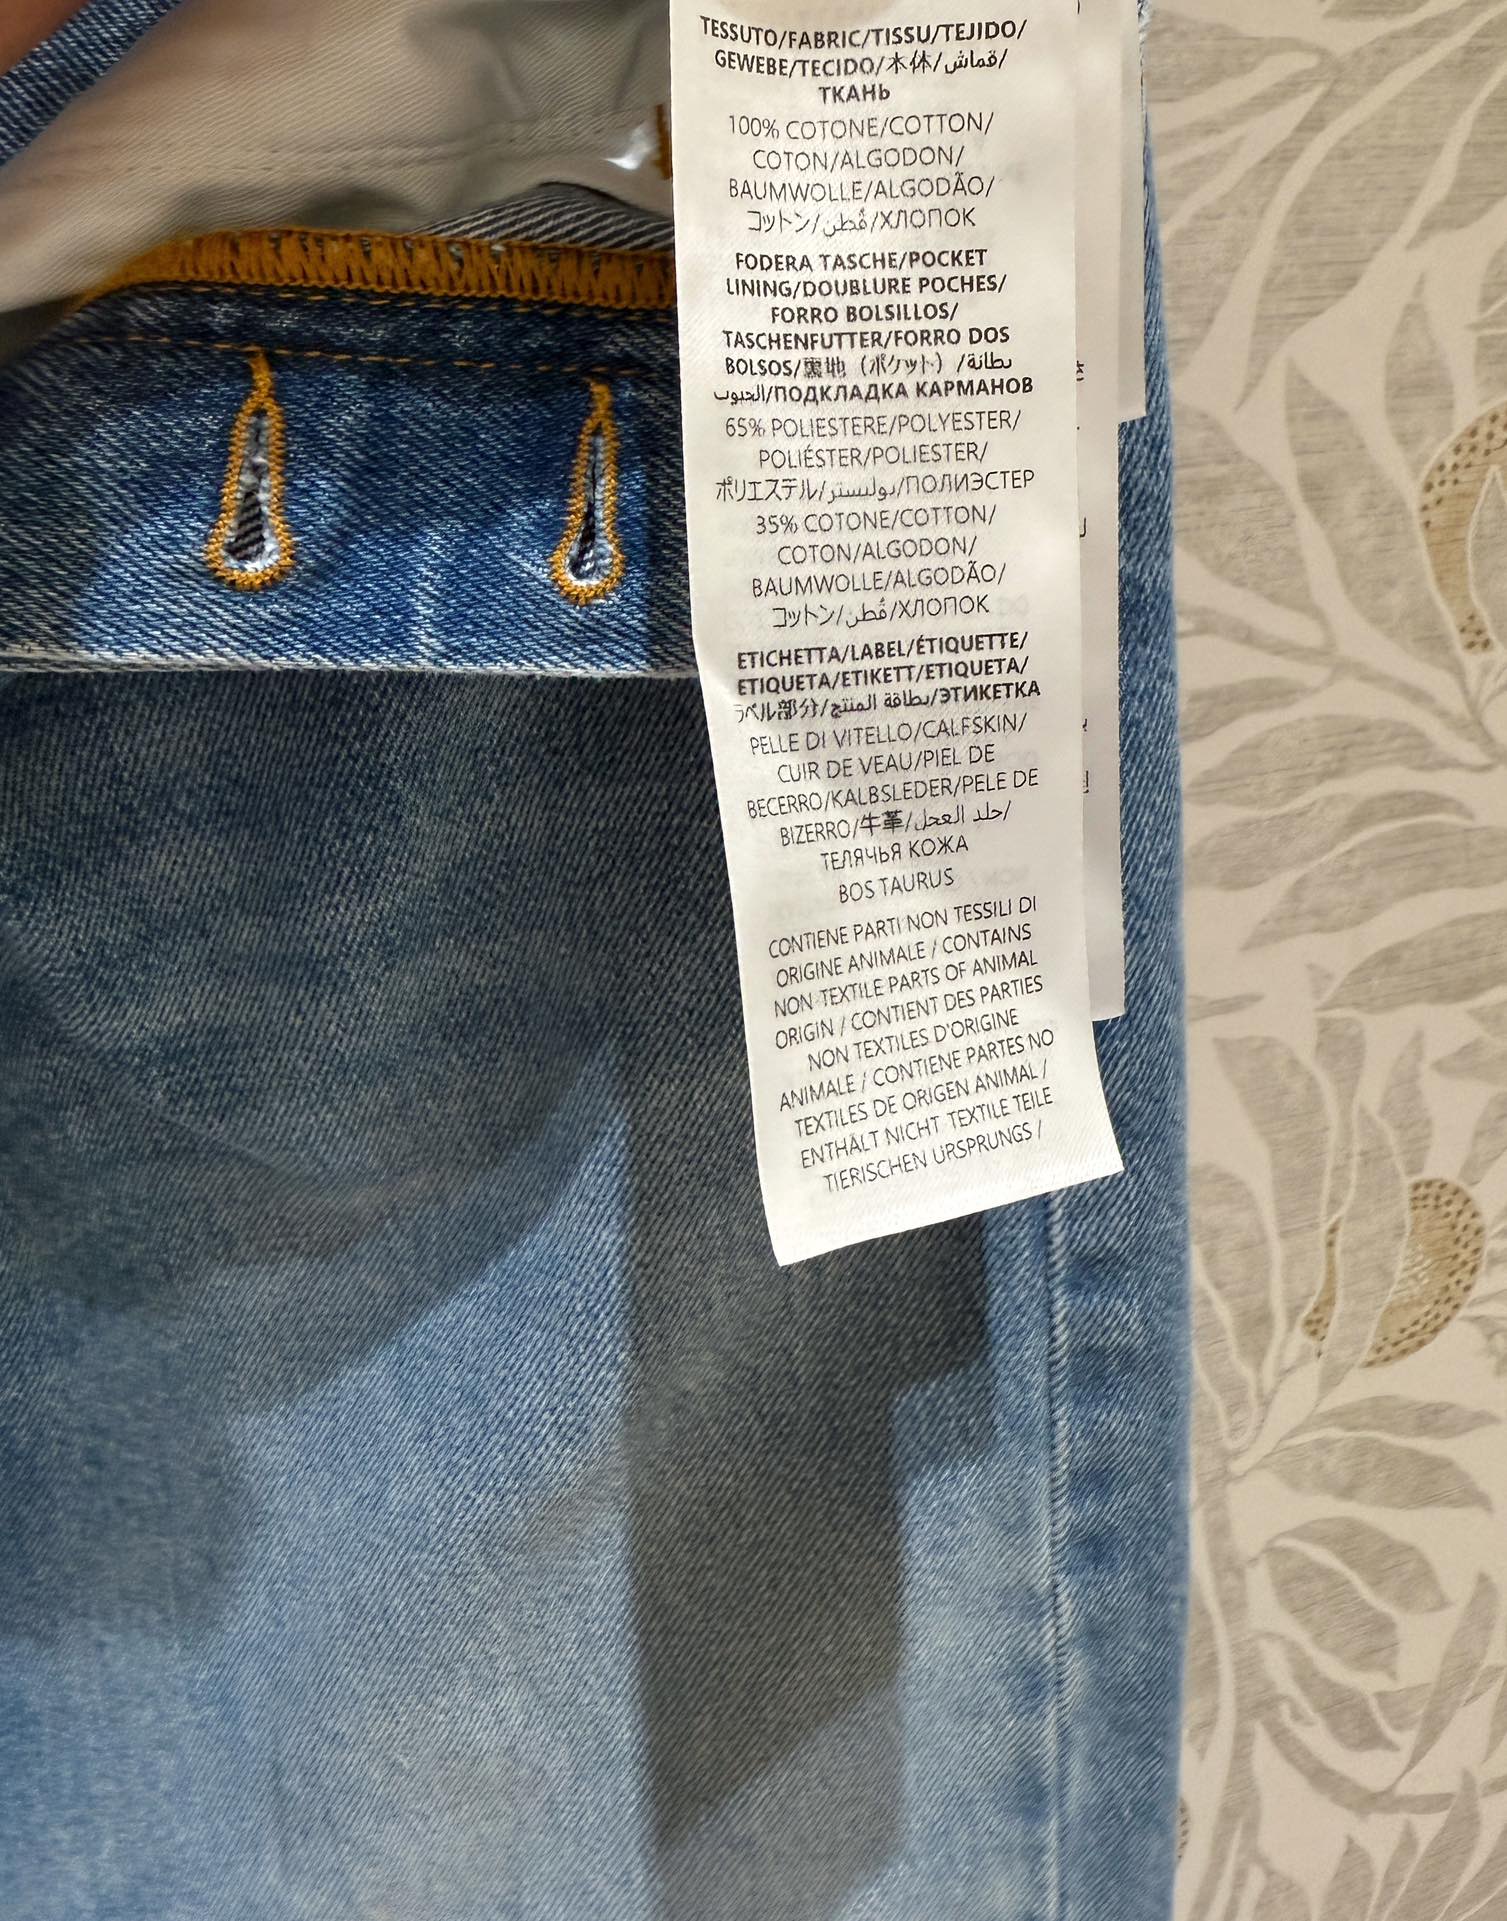 TESSUTO/FABRIC/TISSU/TEJIDO/
GEWEBE/TECIDO/本体/قماش/
ТКАНЬ
100% COTONE/COTTON/
COTON/ALGODON/
BAUMWOLLE/ALGODÃO/
コットン/قُطن/ХЛОПОК
FODERA TASCHE/POCKET
LINING/DOUBLURE POCHES/
FORRO BOLSILLOS/
TASCHENFUTTER/FORRO DOS
BOLSOS/裏地（ポケット）/بطانة
الجيوب/ПОДКЛАДКА КАРМАНОВ
65% POLIESTERE/POLYESTER/
POLIÉSTER/POLIESTER/
ポリエステル/بوليستر/ПОЛИЭСТЕР
35% COTONE/COTTON/
COTON/ALGODON/
BAUMWOLLE/ALGODÃO/
コットン/قُطن/ХЛОПОК
ETICHETTA/LABEL/ÉTIQUETTE/
ETIQUETA/ETIKETT/ETIQUETA/
ラベル部分/بطاقة المنتج/ЭТИКЕТКА
PELLE DI VITELLO/CALFSKIN/
CUIR DE VEAU/PIEL DE
BECERRO/KALBSLEDER/PELE DE
BIZERRO/牛革/جلد العجل/
ТЕЛЯЧЬЯ КОЖА
BOS TAURUS
CONTIENE PARTI NON TESSILI DI
ORIGINE ANIMALE / CONTAINS
NON TEXTILE PARTS OF ANIMAL
ORIGIN / CONTIENT DES PARTIES
NON TEXTILES D'ORIGINE
ANIMALE / CONTIENE PARTES NO
TEXTILES DE ORIGEN ANIMAL /
ENTHÄLT NICHT TEXTILE TEILE
TIERISCHEN URSPRUNGS /